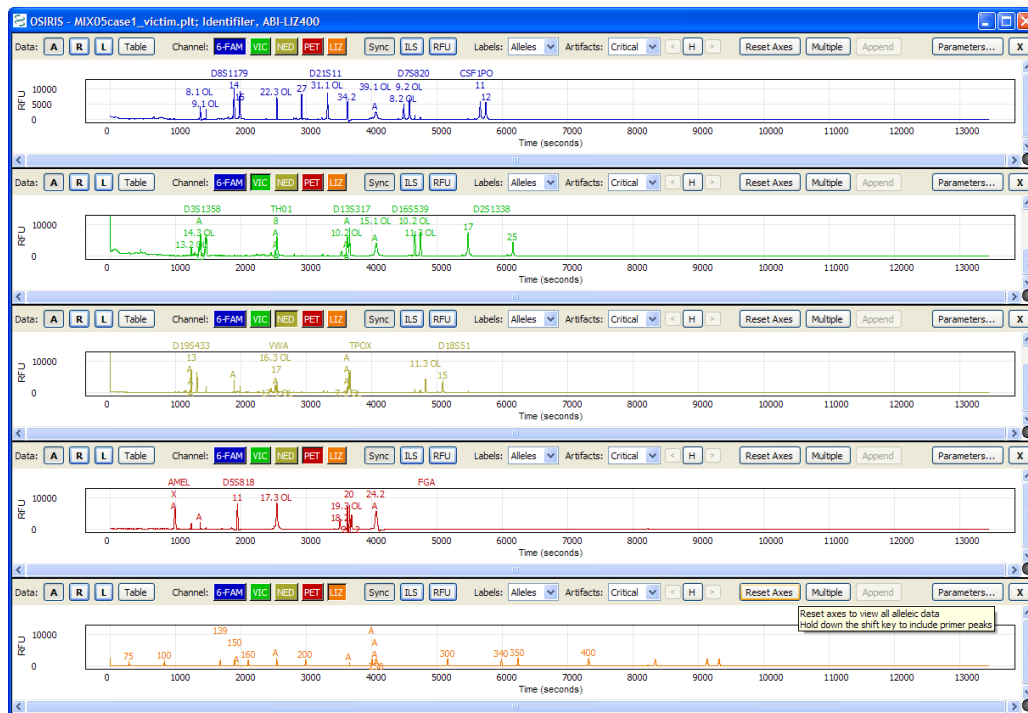 OSIRIS - MIX05case1_victim.plt; Identifiler, ABI-LIZ400
Data: A R L Table Channel: 6-FAM VIC NED PET LIZ Sync ILS RFU Labels: Alleles Artifacts: Critical < H > Reset Axes Multiple Append Parameters... X
D8S1179 D21S11 D7S820 CSF1PO
14 27 31.1 OL 39.1 OL 9.2 OL 11
8.1 OL 22.3 OL
9.1 OL 15 34.2 A 8.2 OL 12
RFU
10000
5000
0
0 1000 2000 3000 4000 5000 6000 7000 8000 9000 10000 11000 12000 13000
Time (seconds)
Data: A R L Table Channel: 6-FAM VIC NED PET LIZ Sync ILS RFU Labels: Alleles Artifacts: Critical < H > Reset Axes Multiple Append Parameters... X
D3S1358 TH01 D13S317 D16S539 D2S1338
A 8 A 15.1 OL 10.2 OL
14.3 OL A 10.2 OL 11.3 OL 17
13.2 OL A A A 25
RFU
10000
0
0 1000 2000 3000 4000 5000 6000 7000 8000 9000 10000 11000 12000 13000
Time (seconds)
Data: A R L Table Channel: 6-FAM VIC NED PET LIZ Sync ILS RFU Labels: Alleles Artifacts: Critical < H > Reset Axes Multiple Append Parameters... X
D19S433 VWA TPOX D18S51
13 16.3 OL A 11.3 OL
A A 17 A 15
RFU
10000
0
0 1000 2000 3000 4000 5000 6000 7000 8000 9000 10000 11000 12000 13000
Time (seconds)
Data: A R L Table Channel: 6-FAM VIC NED PET LIZ Sync ILS RFU Labels: Alleles Artifacts: Critical < H > Reset Axes Multiple Append Parameters... X
AMEL D5S818 FGA
X 11 17.3 OL 20 24.2
A A 19.3 OL A
RFU
10000
0
0 1000 2000 3000 4000 5000 6000 7000 8000 9000 10000 11000 12000 13000
Time (seconds)
Data: A R L Table Channel: 6-FAM VIC NED PET LIZ Sync ILS RFU Labels: Alleles Artifacts: Critical < H > Reset Axes Multiple Append Parameters... X
Reset axes to view all alleleic data
Hold down the shift key to include primer peaks
139 A
150 A
75 100 A 160 A 200 A A 300 340 350 400
RFU
10000
0
0 1000 2000 3000 4000 5000 6000 7000 8000 9000 10000 11000 12000 13000
Time (seconds)